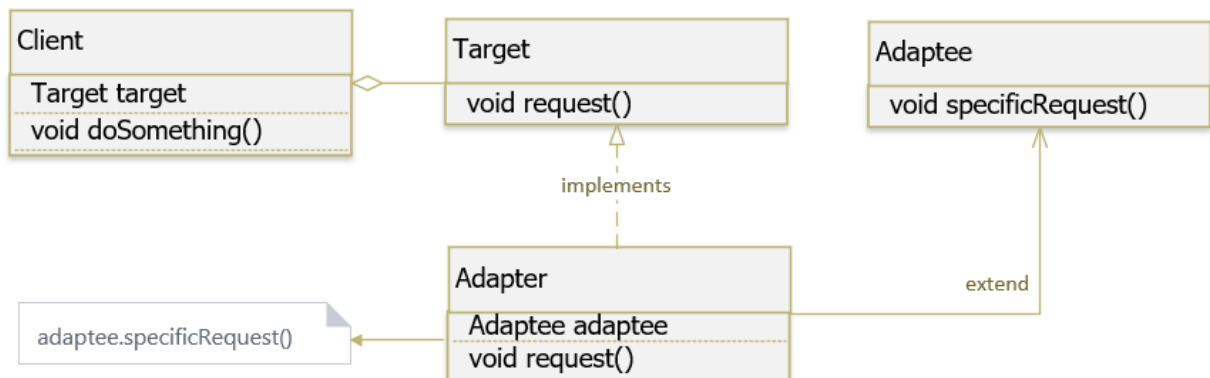 Client
Target target
void doSomething()
Target
void request()
Adaptee
void specificRequest()
implements
Adapter
Adaptee adaptee
void request()
extend
adaptee.specificRequest()